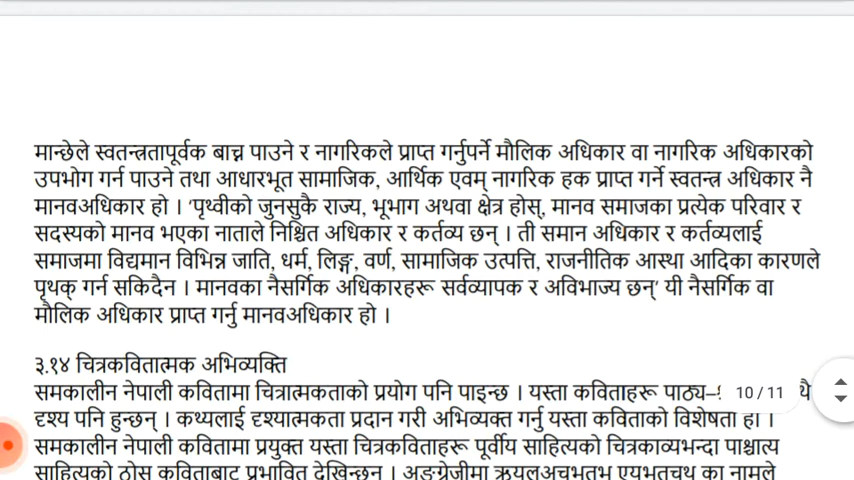 मान्छेले स्वतन्त्रतापूर्वक बाच्न पाउने र नागरिकले प्राप्त गर्नुपर्ने मौलिक अधिकार वा नागरिक अधिकारको
उपभोग गर्न पाउने तथा आधारभूत सामाजिक, आर्थिक एवम् नागरिक हक प्राप्त गर्ने स्वतन्त्र अधिकार नै
मानवअधिकार हो । 'पृथ्वीको जुनसुकै राज्य, भूभाग अथवा क्षेत्र होस्, मानव समाजका प्रत्येक परिवार र
सदस्यको मानव भएका नाताले निश्चित अधिकार र कर्तव्य छन् । ती समान अधिकार र कर्तव्यलाई
समाजमा विद्यमान विभिन्न जाति, धर्म, लिङ्ग, वर्ण, सामाजिक उत्पत्ति, राजनीतिक आस्था आदिका कारणले
पृथक् गर्न सकिदैन । मानवका नैसर्गिक अधिकारहरू सर्वव्यापक र अविभाज्य छन्' यी नैसर्गिक वा
मौलिक अधिकार प्राप्त गर्नु मानवअधिकार हो ।
३.१४ चित्रकवितात्मक अभिव्यक्ति
समकालीन नेपाली कवितामा चित्रात्मकताको प्रयोग पनि पाइन्छ । यस्ता कविताहरू पाठ्य–
10 / 11
दृश्य पनि हुन्छन् । कथ्यलाई दृश्यात्मकता प्रदान गरी अभिव्यक्त गर्नु यस्ता कविताको विशेषता हो ।
समकालीन नेपाली कवितामा प्रयुक्त यस्ता चित्रकविताहरू पूर्वीय साहित्यको चित्रकाव्यभन्दा पाश्चात्य
साहित्यको ठोस कविताबाट प्रभावित देखिन्छन् । अङ्ग्रेजीमा ऋयलअचभतभ एयभतचथ का नामले